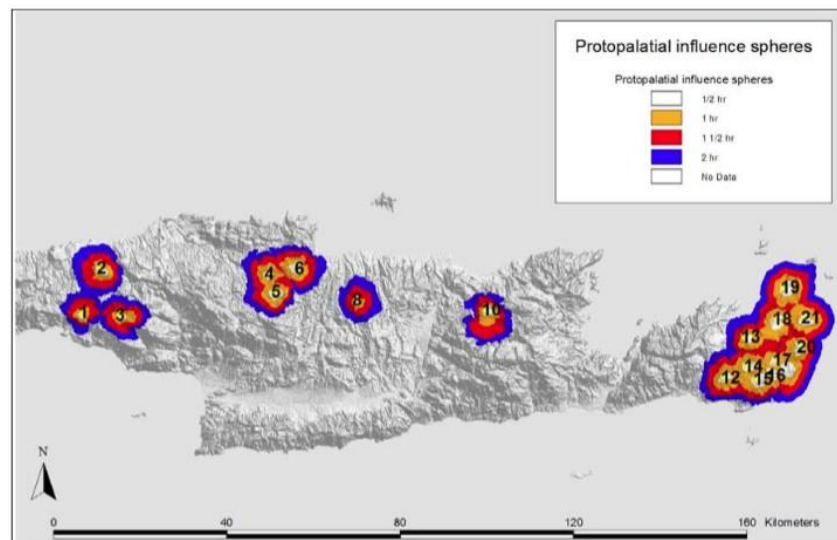 Protopalatial influence spheres
Protopalatial influence spheres
1/2 hr
1 hr
1 1/2 hr
2 hr
No Data
19
2
4
6
5
8
10
18
21
1
3
13
20
17
14
12
15
16
N
0
40
80
120
160
Kilometers